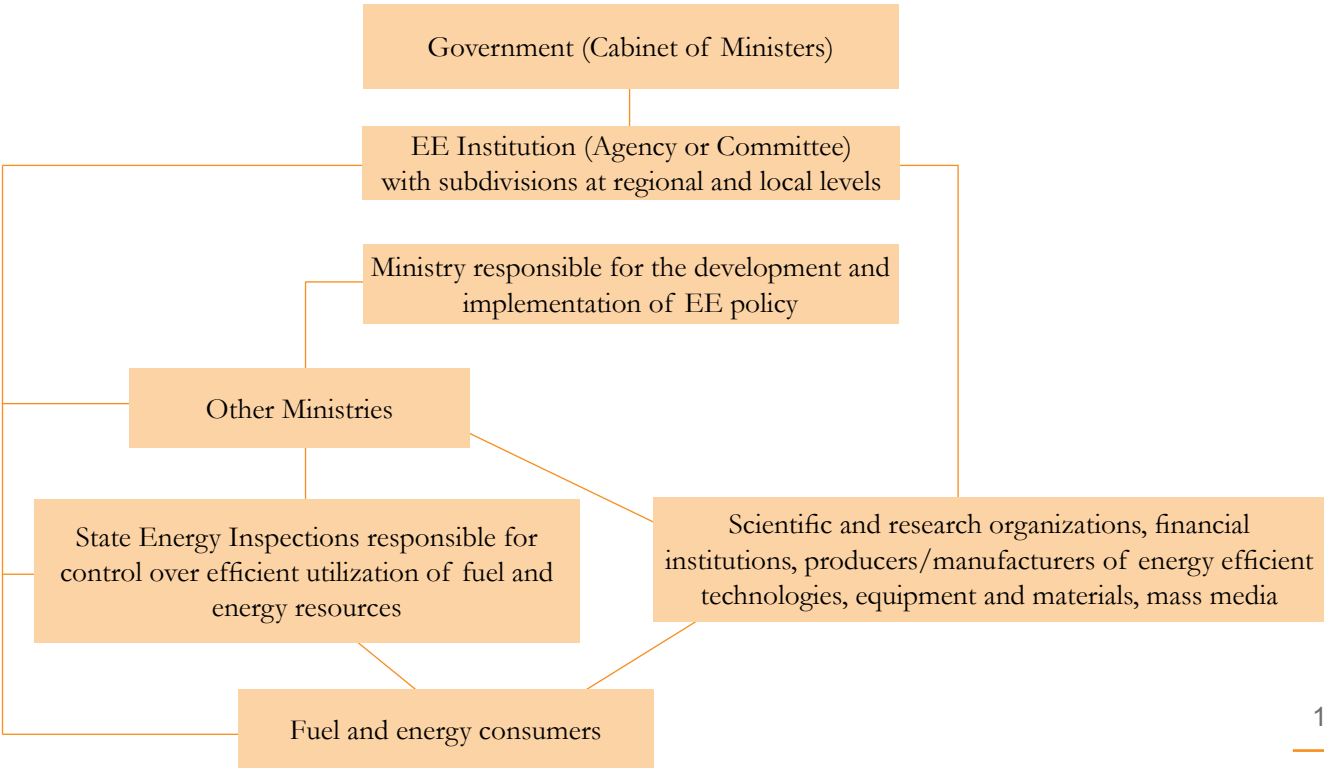 Government (Cabinet of Ministers)
EE Institution (Agency or Committee)
with subdivisions at regional and local levels
Ministry responsible for the development and
implementation of EE policy
Other Ministries
State Energy Inspections responsible for
control over efficient utilization of fuel and
energy resources
Scientific and research organizations, financial
institutions, producers/manufacturers of energy efficient
technologies, equipment and materials, mass media
Fuel and energy consumers
1